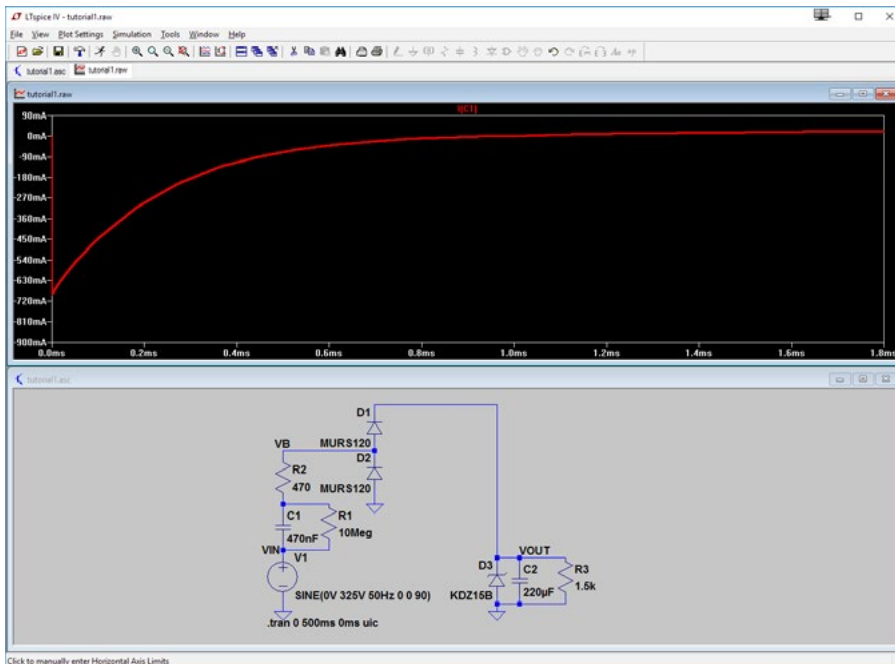 LTspice IV - tutorial1.raw
File View Plot Settings Simulation Tools Window Help
tutorial1.asc tutorial1.raw
tutorial1.raw
I(C1)
90mA
0mA
-90mA
-180mA
-270mA
-360mA
-450mA
-540mA
-630mA
-720mA
-810mA
-900mA
0.0ms 0.2ms 0.4ms 0.6ms 0.8ms 1.0ms 1.2ms 1.4ms 1.6ms 1.8ms
tutorial1.asc
D1
VB MURS120
R2 D2
470
MURS120
C1 R1
470nF 10Meg
VIN V1
SINE(0V 325V 50Hz 0 0 90)
.tran 0 500ms 0ms uic
VOUT
D3 C2 R3
KDZ15B 220µF 1.5k
Click to manually enter Horizontal Axis Limits